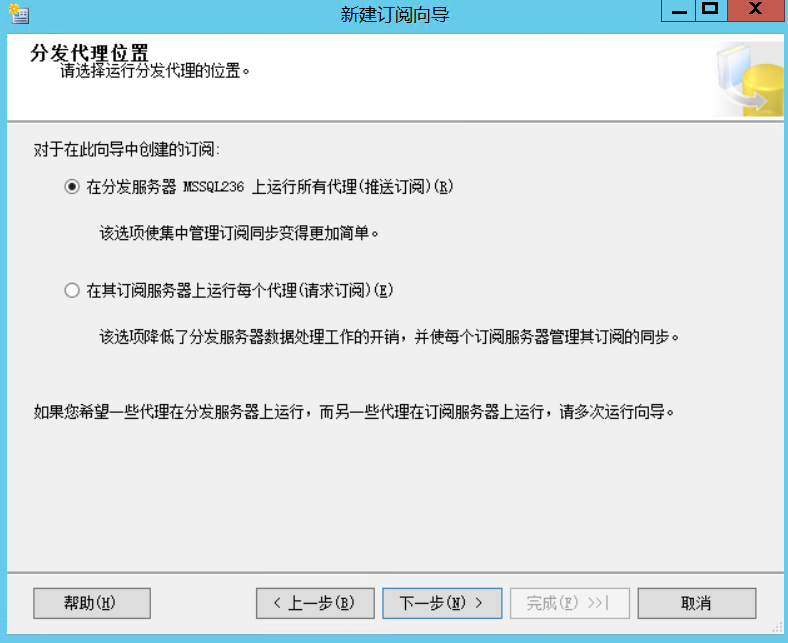 新建订阅向导
分发代理位置
请选择运行分发代理的位置。
对于在此向导中创建的订阅:
在分发服务器 MSSQL236 上运行所有代理(推送订阅)(R)
该选项使集中管理订阅同步变得更加简单。
在其订阅服务器上运行每个代理(请求订阅)(E)
该选项降低了分发服务器数据处理工作的开销，并使每个订阅服务器管理其订阅的同步。
如果您希望一些代理在分发服务器上运行，而另一些代理在订阅服务器上运行，请多次运行向导。
帮助(H) < 上一步(B) 下一步(N) > 完成(F) >>| 取消